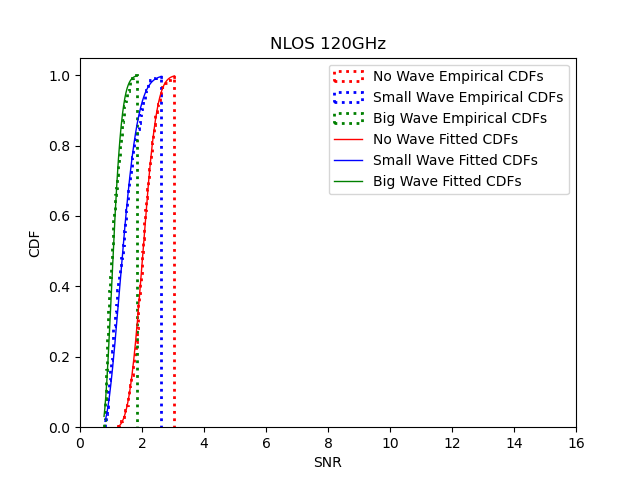 NLOS 120GHz
No Wave Empirical CDFs
Small Wave Empirical CDFs
Big Wave Empirical CDFs
No Wave Fitted CDFs
Small Wave Fitted CDFs
Big Wave Fitted CDFs
CDF
1.0
0.8
0.6
0.4
0.2
0.0
0 2 4 6 8 10 12 14 16
SNR